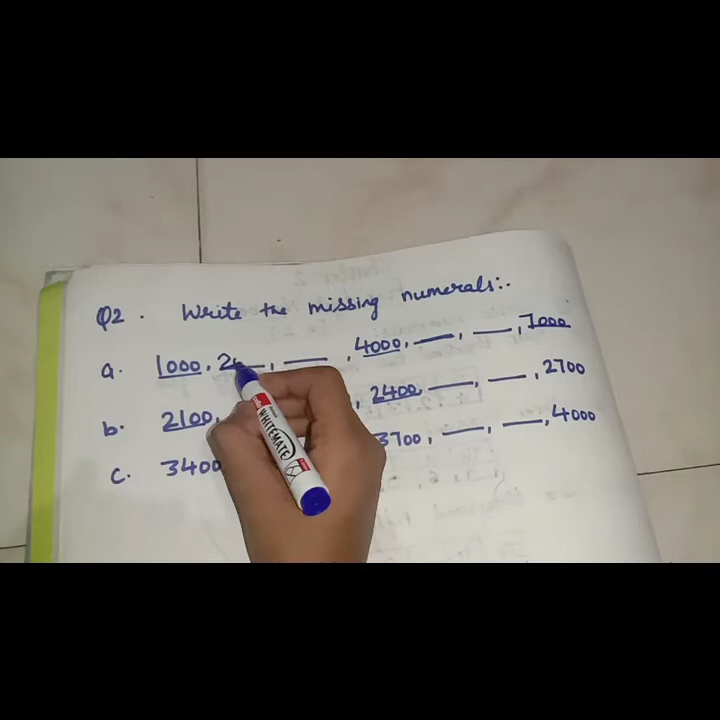 Q2. Write the missing numerals:-
a. 1000, 2 , ___, 4000, ___, ___, 7000
b. 2100, , 2400, ___, ___, 2700
c. 3400 3700, ___, ___, 4000
WHITEMATE